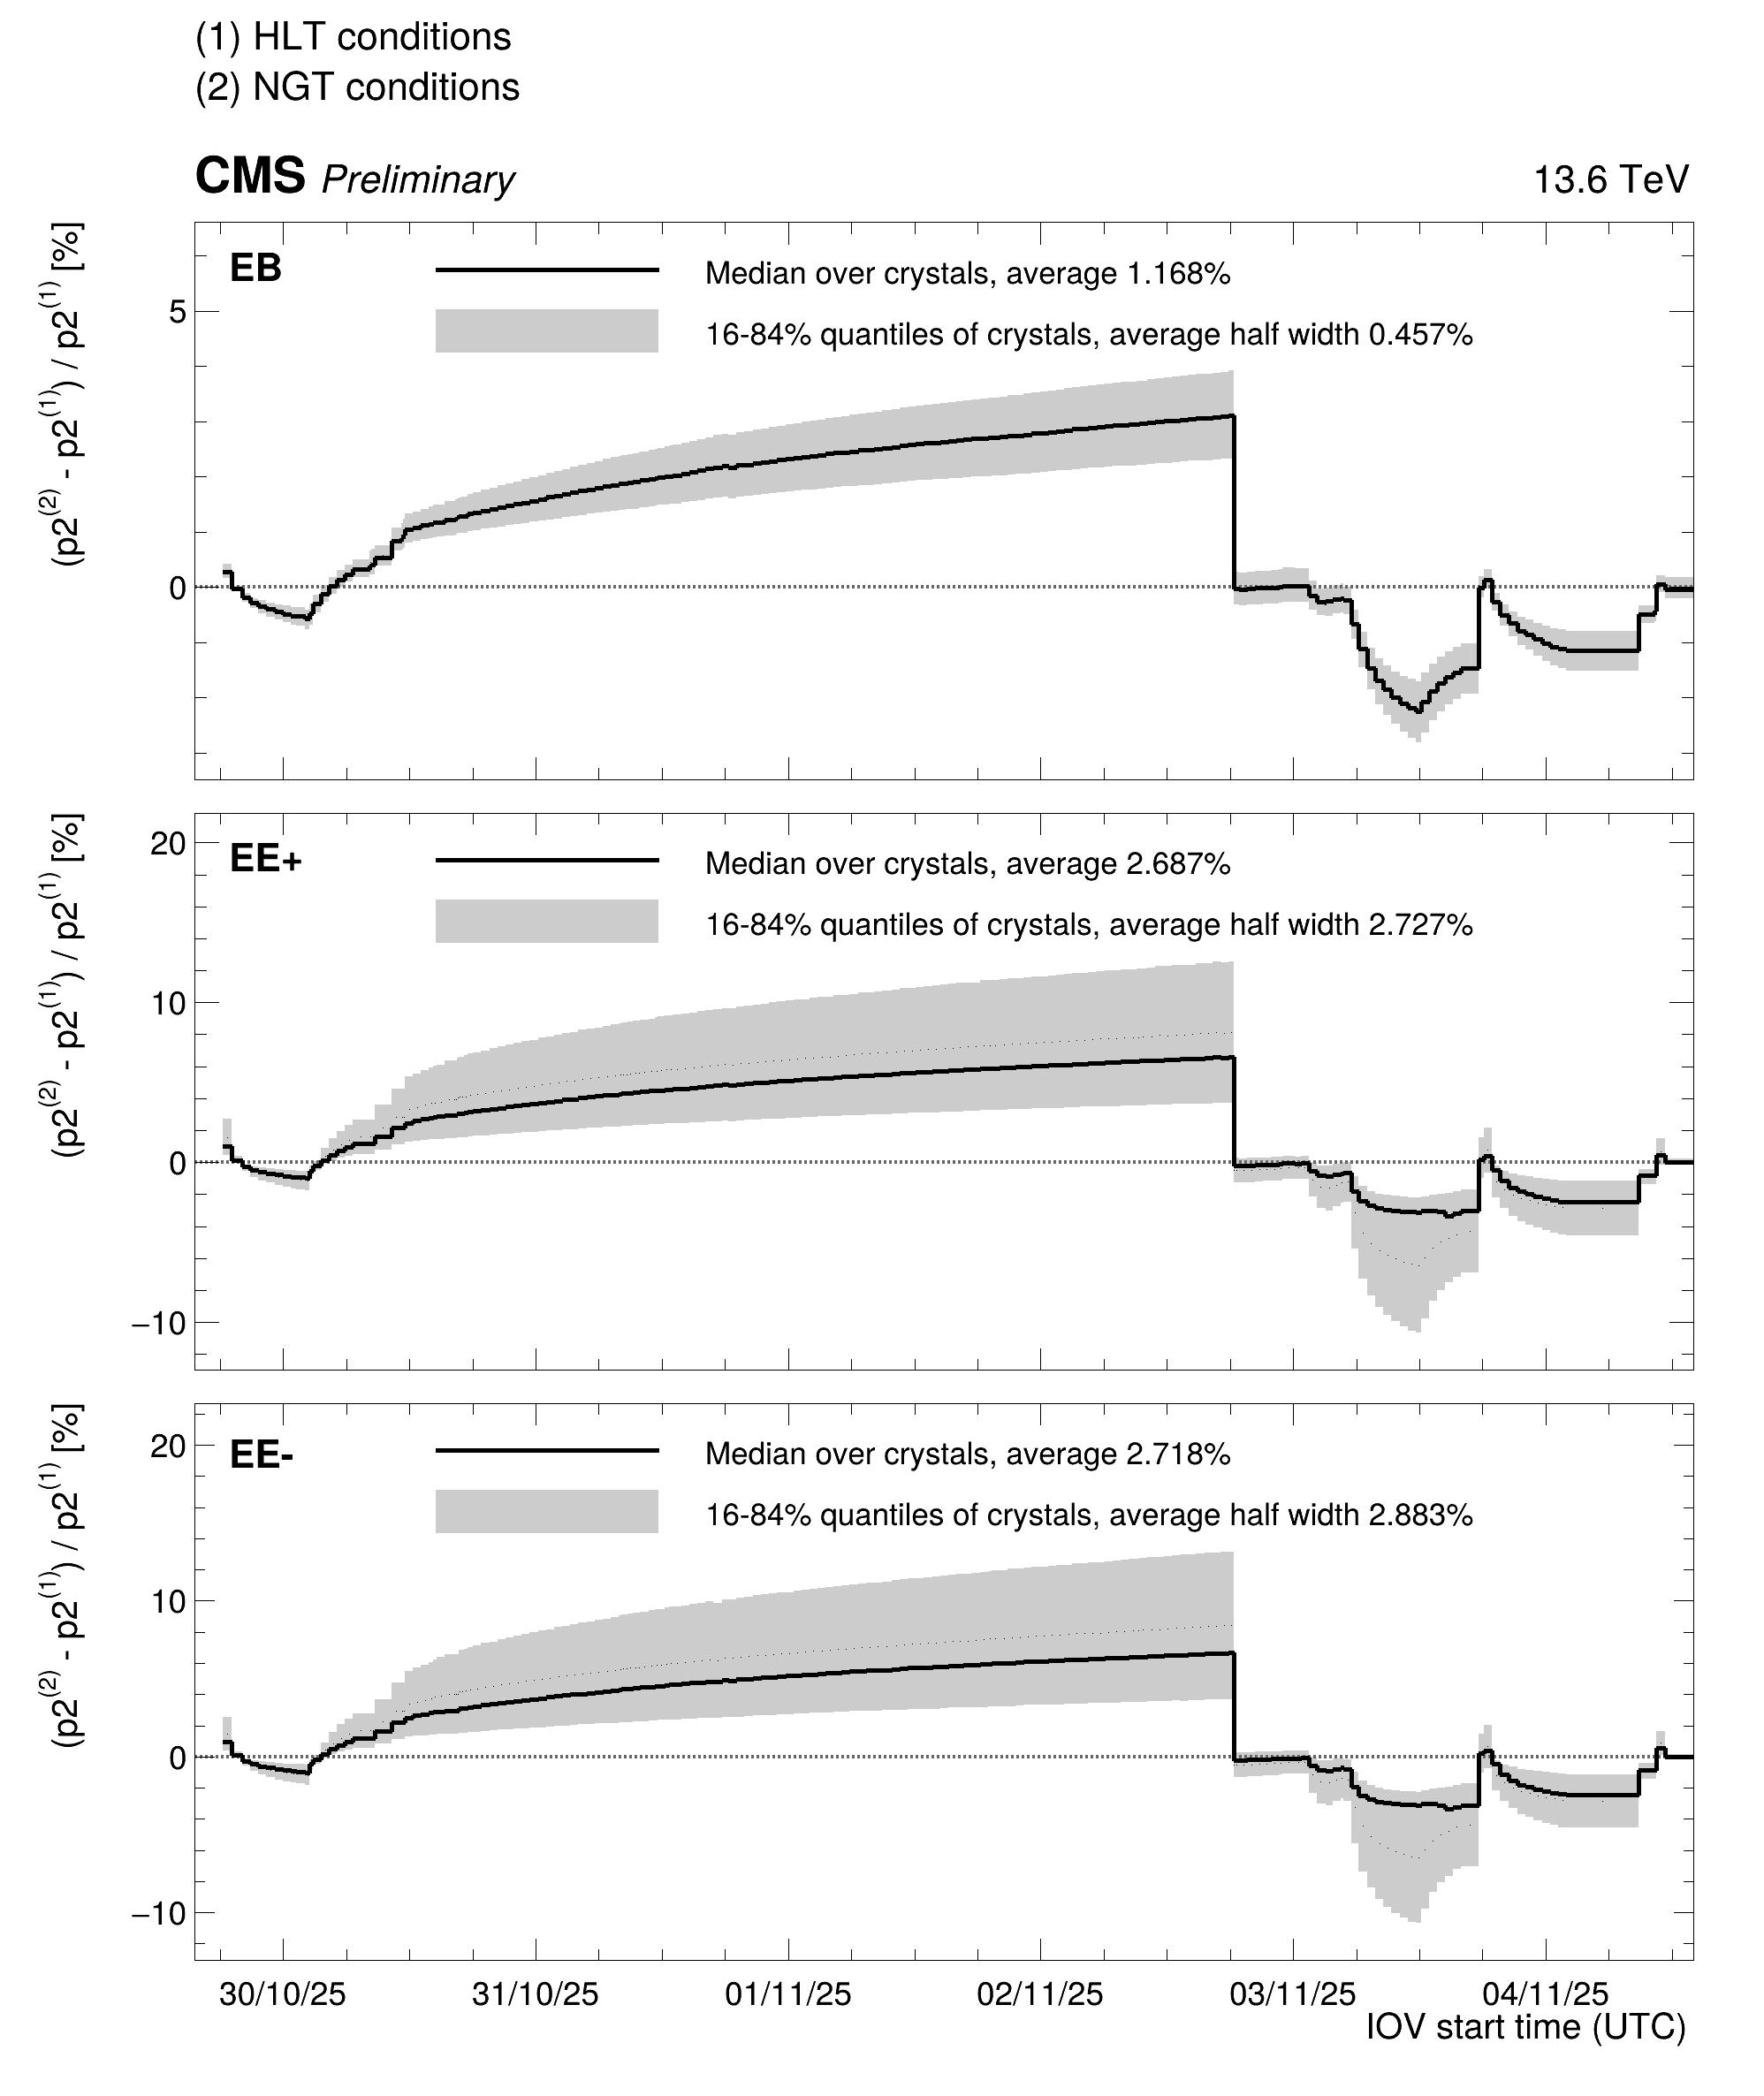 (1) HLT conditions
(2) NGT conditions
CMS Preliminary
13.6 TeV
(p2(2) - p2(1)) / p2(1) [%]
EB
Median over crystals, average 1.168%
16-84% quantiles of crystals, average half width 0.457%
5
0
(p2(2) - p2(1)) / p2(1) [%]
EE+
Median over crystals, average 2.687%
16-84% quantiles of crystals, average half width 2.727%
20
10
0
−10
(p2(2) - p2(1)) / p2(1) [%]
EE-
Median over crystals, average 2.718%
16-84% quantiles of crystals, average half width 2.883%
20
10
0
−10
30/10/25 31/10/25 01/11/25 02/11/25 03/11/25 04/11/25
IOV start time (UTC)